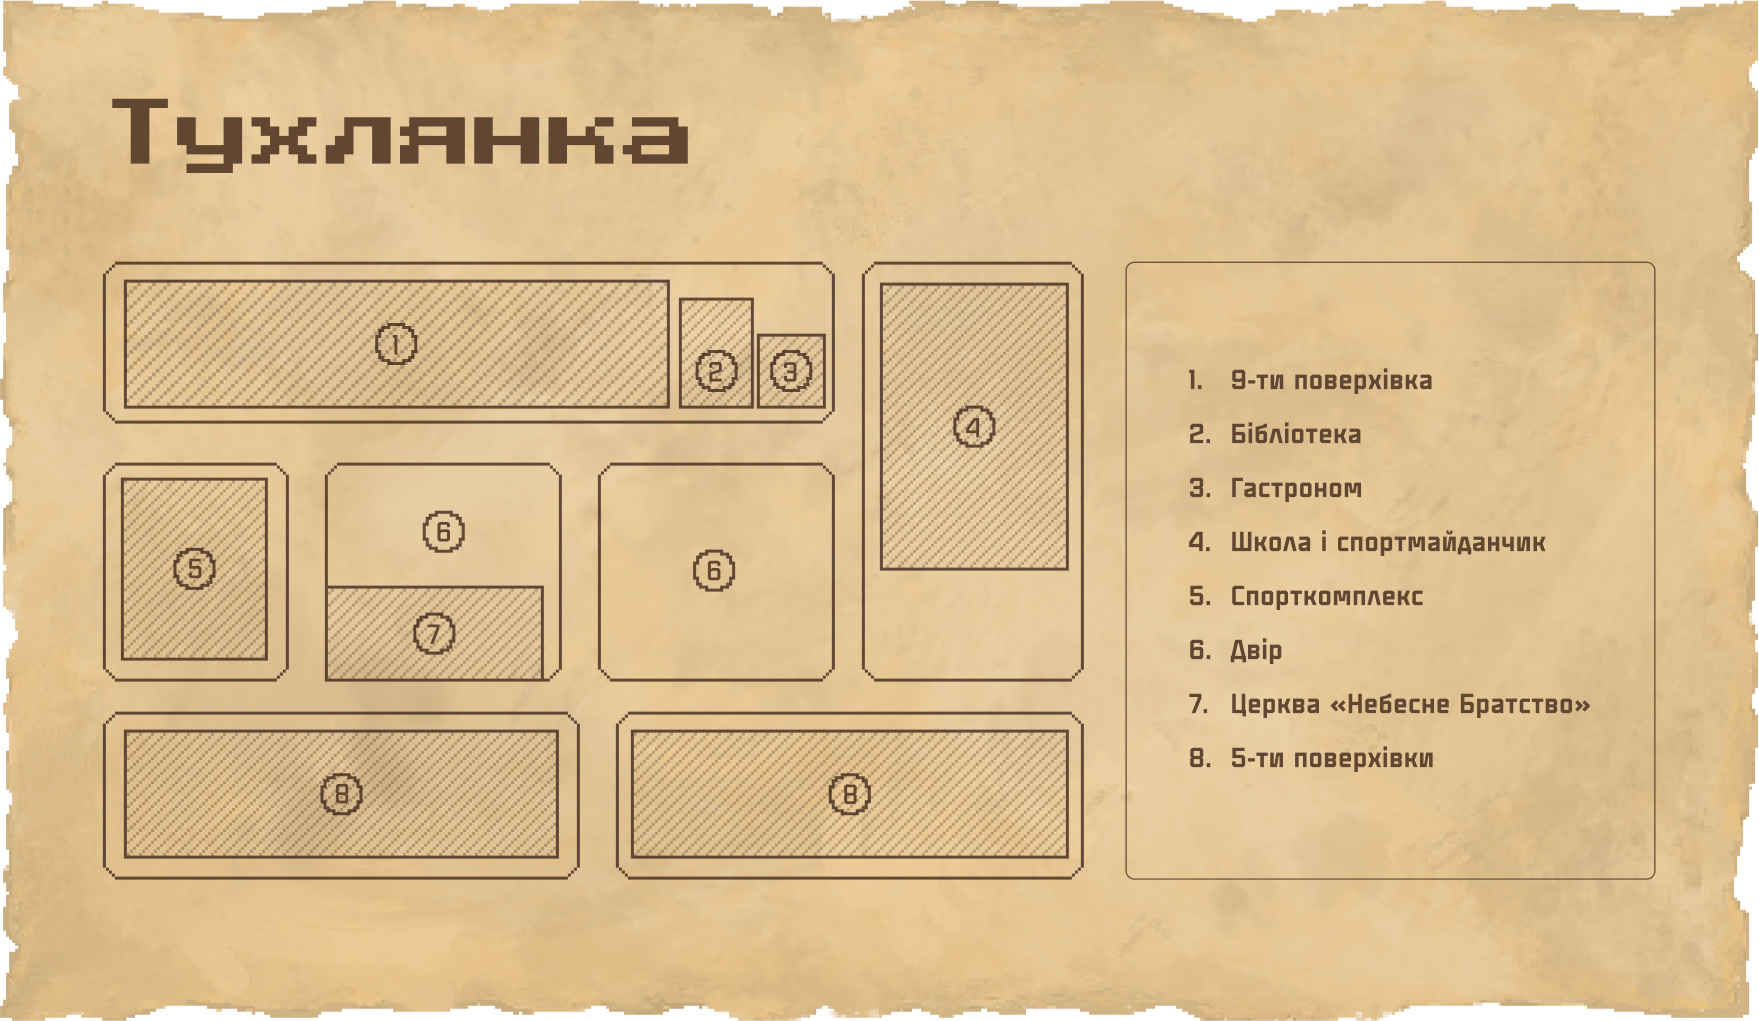 Тухлянка
1
2
3
4
5
6
6
7
8
8
1. 9-ти поверхівка
2. Бібліотека
3. Гастроном
4. Школа і спортмайданчик
5. Спорткомплекс
6. Двір
7. Церква «Небесне Братство»
8. 5-ти поверхівки